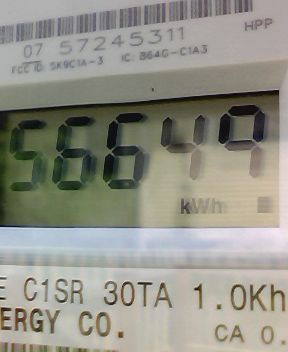 07 57245311
HPP
FCC ID: SK9C1A-3 IC: 864G-C1A3
56649
kWh
E C1SR 30TA 1.0Kh
ERGY CO.
CA 0.